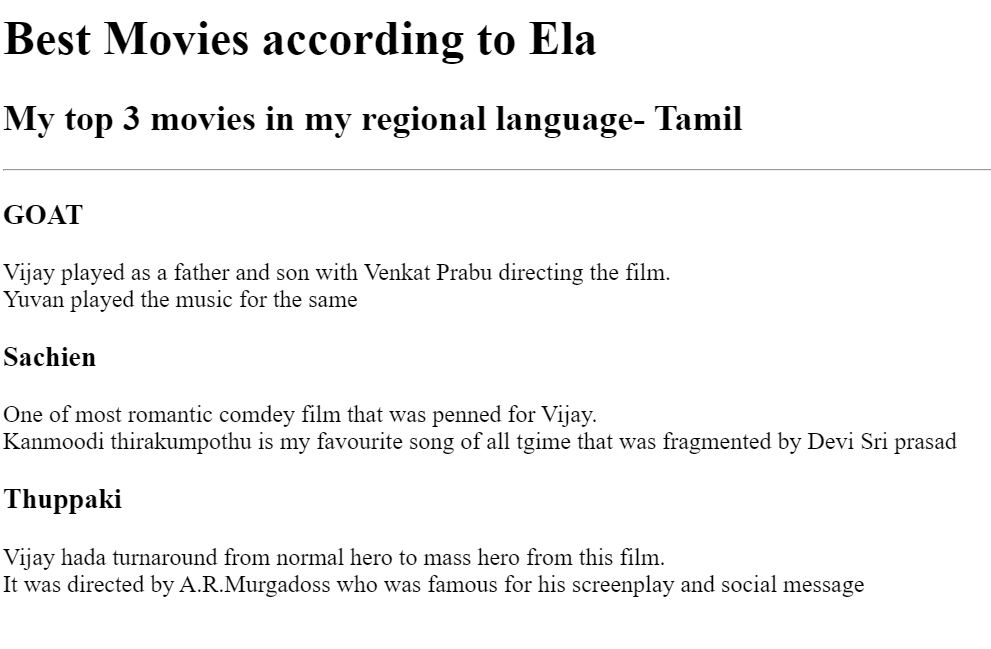 Best Movies according to Ela
My top 3 movies in my regional language- Tamil
GOAT
Vijay played as a father and son with Venkat Prabu directing the film.
Yuvan played the music for the same
Sachien
One of most romantic comdey film that was penned for Vijay.
Kanmoodi thirakumpothu is my favourite song of all tgime that was fragmented by Devi Sri prasad
Thuppaki
Vijay hada turnaround from normal hero to mass hero from this film.
It was directed by A.R.Murgadoss who was famous for his screenplay and social message